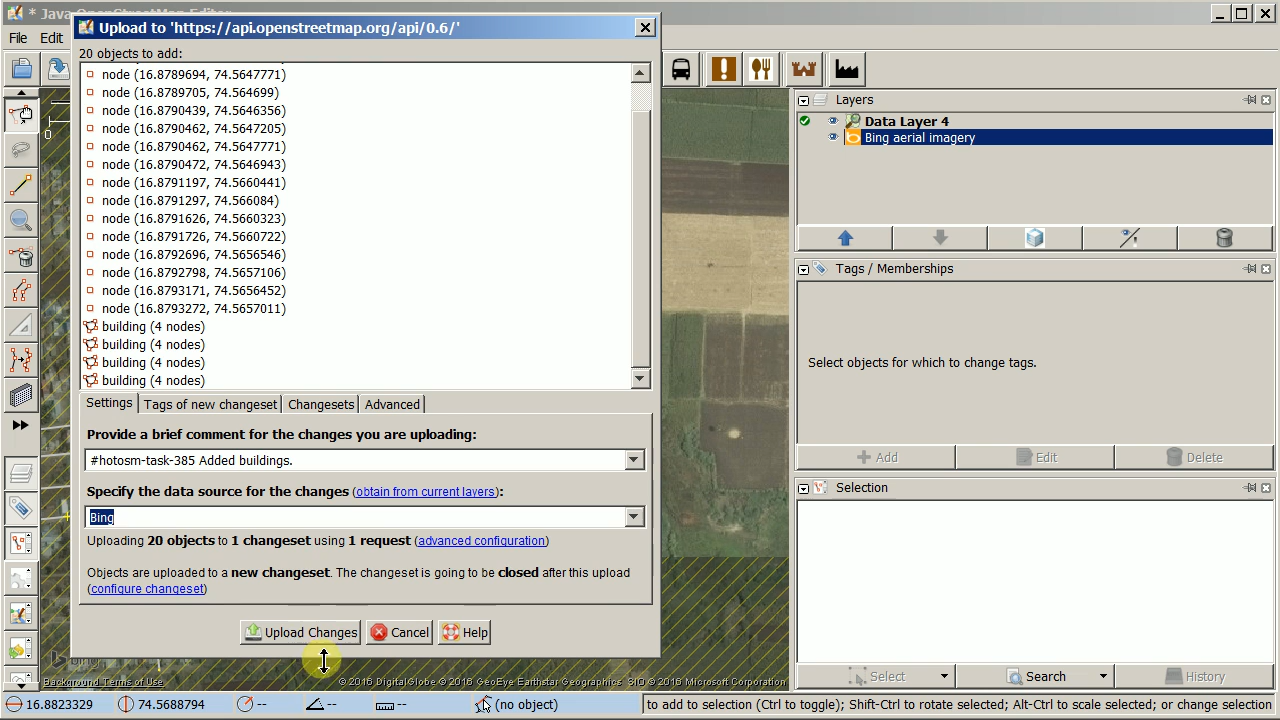 * Java OpenStreetMap Editor
Upload to 'https://api.openstreetmap.org/api/0.6/'
File Edit
20 objects to add:
node (16.8789694, 74.5647771)
node (16.8789705, 74.564699)
node (16.8790439, 74.5646356)
node (16.8790462, 74.5647205)
node (16.8790462, 74.5647771)
node (16.8790472, 74.5646943)
node (16.8791197, 74.5660441)
node (16.8791297, 74.566084)
node (16.8791626, 74.5660323)
node (16.8791726, 74.5660722)
node (16.8792696, 74.5656546)
node (16.8792798, 74.5657106)
node (16.8793171, 74.5656452)
node (16.8793272, 74.5657011)
building (4 nodes)
building (4 nodes)
building (4 nodes)
building (4 nodes)
Settings Tags of new changeset Changesets Advanced
Provide a brief comment for the changes you are uploading:
#hotosm-task-385 Added buildings.
Specify the data source for the changes (obtain from current layers):
Bing
Uploading 20 objects to 1 changeset using 1 request (advanced configuration)
Objects are uploaded to a new changeset. The changeset is going to be closed after this upload
(configure changeset)
Upload Changes Cancel Help
0
Layers
Data Layer 4
Bing aerial imagery
Tags / Memberships
Select objects for which to change tags.
Add Edit Delete
Selection
Select Search History
bing
Background Terms of Use
© 2016 DigitalGlobe © 2016 GeoEye Earthstar Geographics SIO © 2016 Microsoft Corporation
16.8823329 74.5688794 -- -- -- (no object) to add to selection (Ctrl to toggle); Shift-Ctrl to rotate selected; Alt-Ctrl to scale selected; or change selection